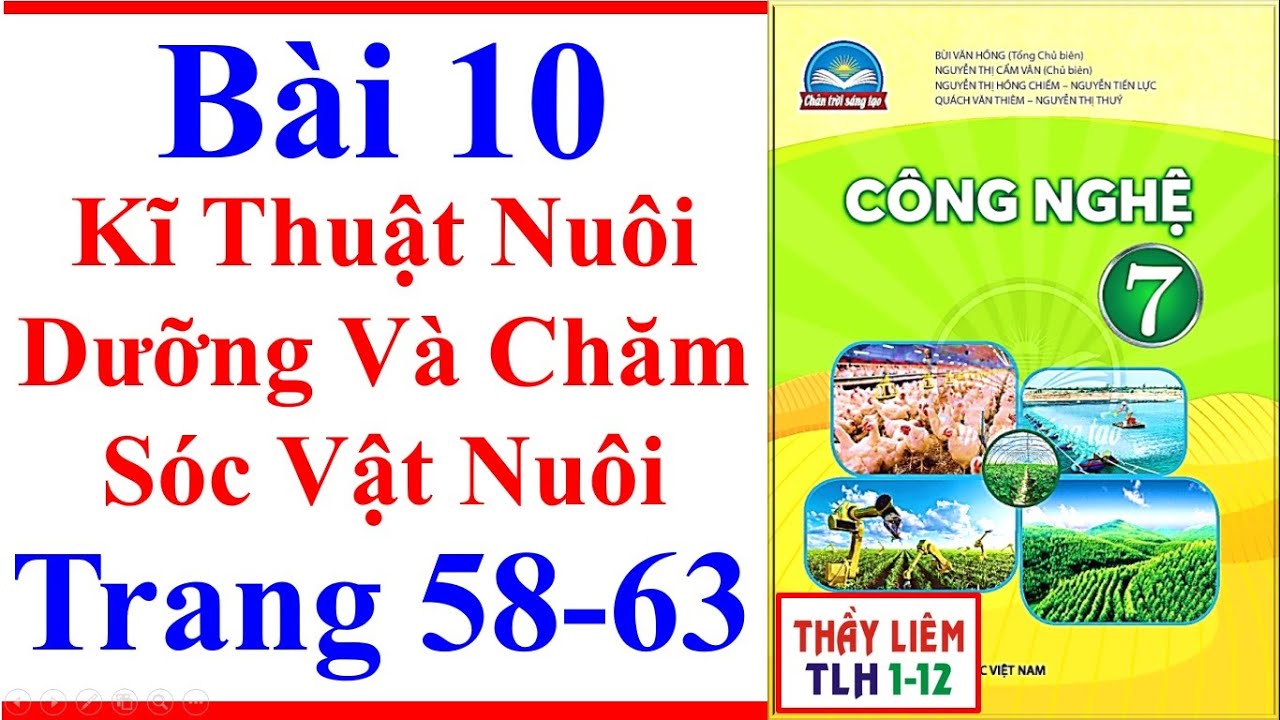 Bài 10
Kĩ Thuật Nuôi
Dưỡng Và Chăm
Sóc Vật Nuôi
Trang 58-63
BÙI VĂN HỒNG (Tổng Chủ biên)
NGUYỄN THỊ CẨM VÂN (Chủ biên)
NGUYỄN THỊ HỒNG CHIẾM – NGUYỄN TIẾN LỰC
QUÁCH VĂN THIÊM – NGUYỄN THỊ THUÝ
Chân trời sáng tạo
CÔNG NGHỆ
7
THẦY LIÊM
TLH 1-12
VIỆT NAM